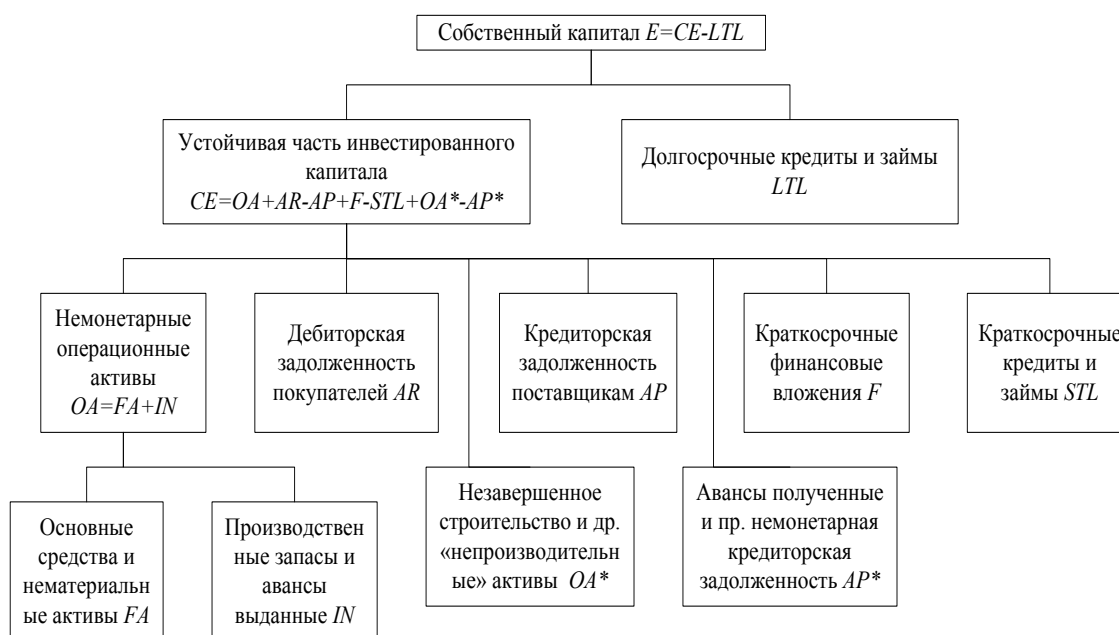 Собственный капитал E=CE-LTL
Устойчивая часть инвестированного
капитала
CE=OA+AR-AP+F-STL+OA*-AP*
Долгосрочные кредиты и займы
LTL
Немонетарные
операционные
активы
OA=FA+IN
Дебиторская
задолженность
покупателей AR
Кредиторская
задолженность
поставщикам AP
Краткосрочные
финансовые
вложения F
Краткосрочные
кредиты и
займы STL
Основные
средства и
нематериальн
ые активы FA
Производствен
ные запасы и
авансы
выданные IN
Незавершенное
строительство и др.
«непроизводительн
ые» активы OA*
Авансы полученные
и пр. немонетарная
кредиторская
задолженность AP*